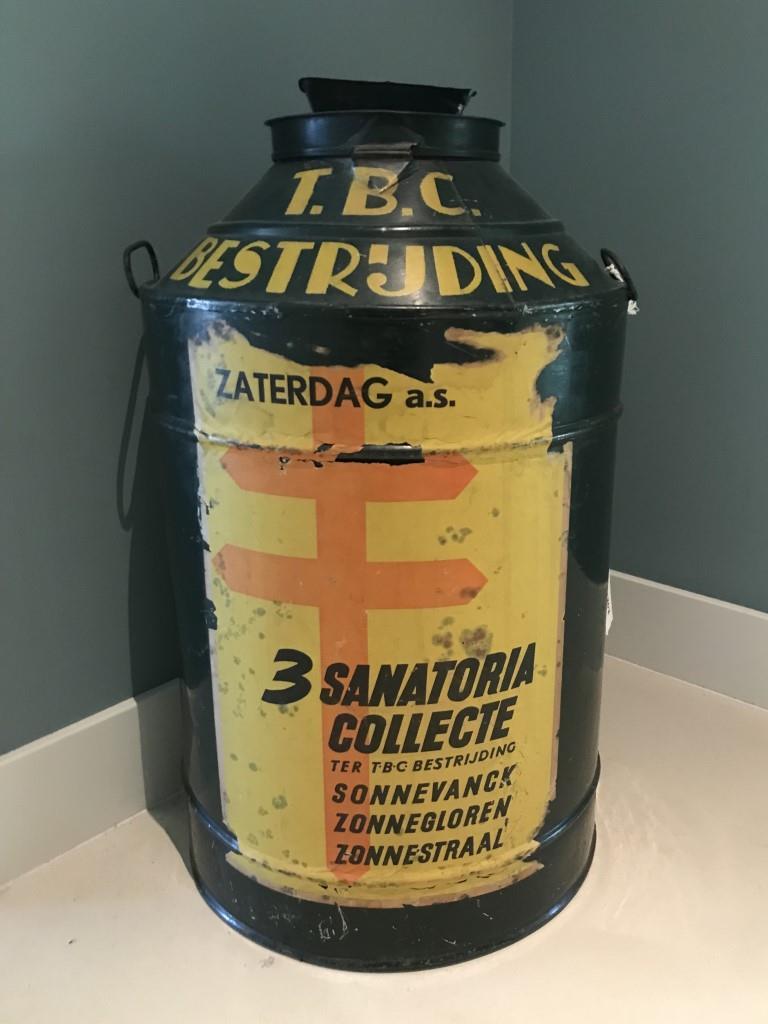 T.B.C.
BESTRIJDING
ZATERDAG a.s.
3 SANATORIA
COLLECTE
TER T·B·C· BESTRIJDING
SONNEVANCK
ZONNEGLOREN
ZONNESTRAAL